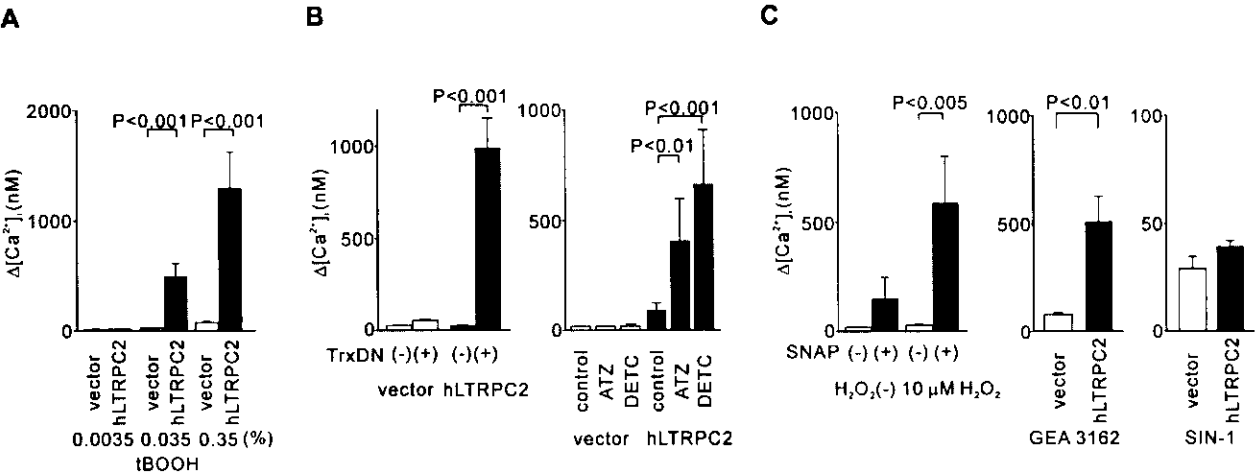 A
B
C
Δ[Ca²⁺]ᵢ(nM)
2000
1000
0
P<0.001
P<0.001
vector
hLTRPC2
vector
hLTRPC2
vector
hLTRPC2
0.0035 0.035 0.35 (%)
tBOOH
Δ[Ca²⁺]ᵢ(nM)
1000
500
0
P<0.001
TrxDN (-)(+) (-)(+)
vector hLTRPC2
1000
500
0
P<0.001
P<0.01
control
ATZ
DETC
control
ATZ
DETC
vector hLTRPC2
Δ[Ca²⁺]ᵢ(nM)
1000
500
0
P<0.005
SNAP (-) (+) (-) (+)
H₂O₂(-) 10 µM H₂O₂
1000
500
0
P<0.01
vector
hLTRPC2
GEA 3162
100
50
0
vector
hLTRPC2
SIN-1